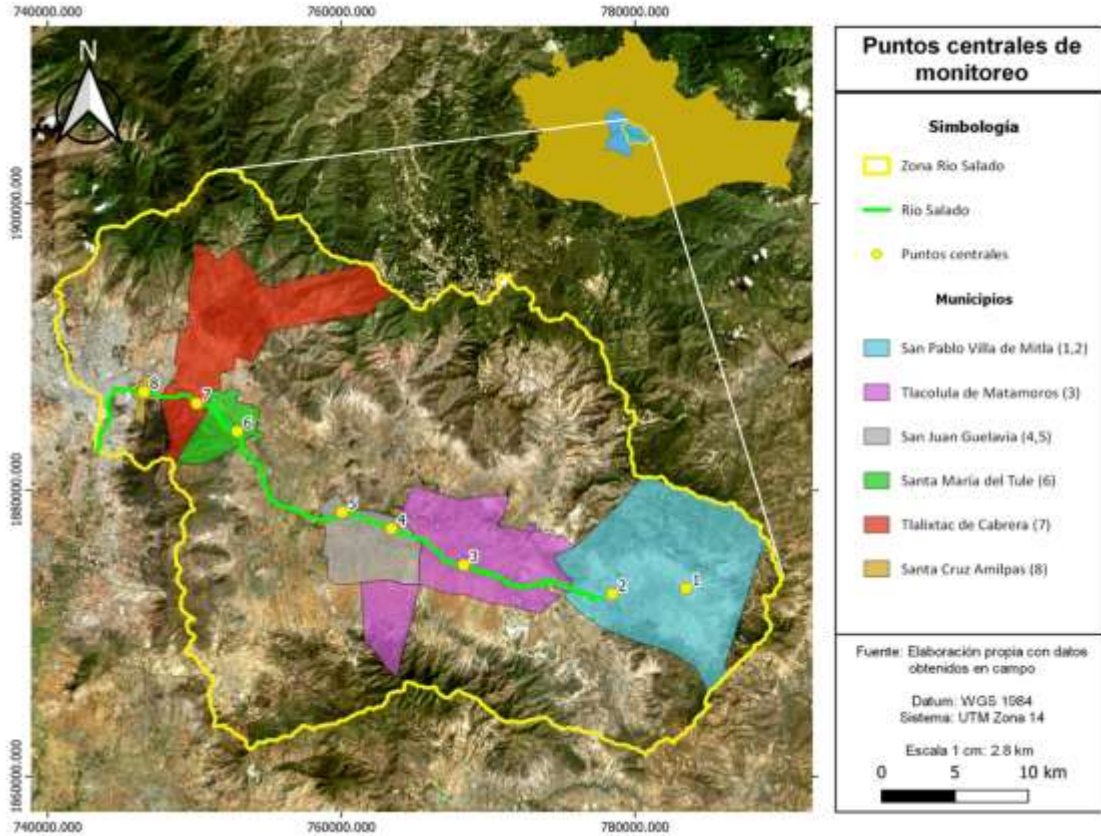 740000.000 760000.000 780000.000
N
1900000.000
1880000.000
1860000.000
8
7
6
5
4
3
2
1
740000.000 760000.000 780000.000
Puntos centrales de
monitoreo
Simbología
Zona Rio Salado
Rio Salado
Puntos centrales
Municipios
San Pablo Villa de Mitla (1,2)
Tlacolula de Matamoros (3)
San Juan Guelavia (4,5)
Santa María del Tule (6)
Tlalixtac de Cabrera (7)
Santa Cruz Amilpas (8)
Fuente: Elaboración propia con datos
obtenidos en campo
Datum: WGS 1984
Sistema: UTM Zona 14
Escala 1 cm: 2.8 km
0 5 10 km